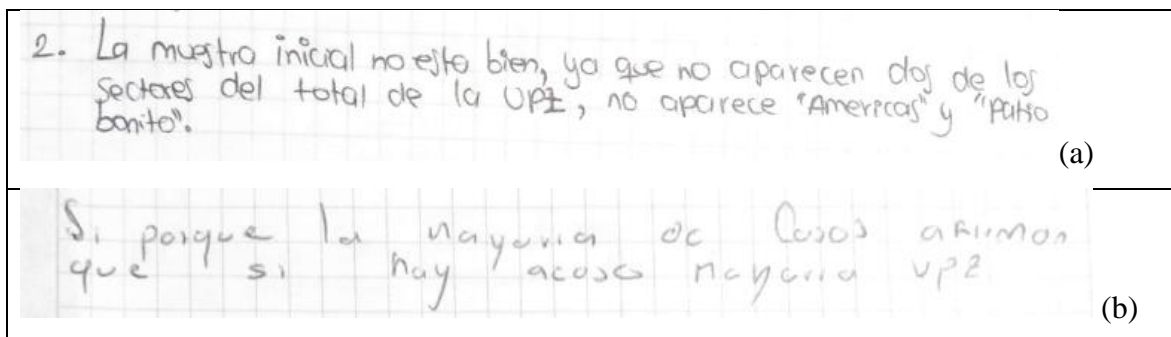 2. La muestra inicial no esta bien, ya que no aparecen dos de los
sectores del total de la UPZ, no aparece "Americas" y "Patio
bonito".
(a)
Si porque la mayoria de Casos afirman
que si hay acoso mayoria UPZ
(b)